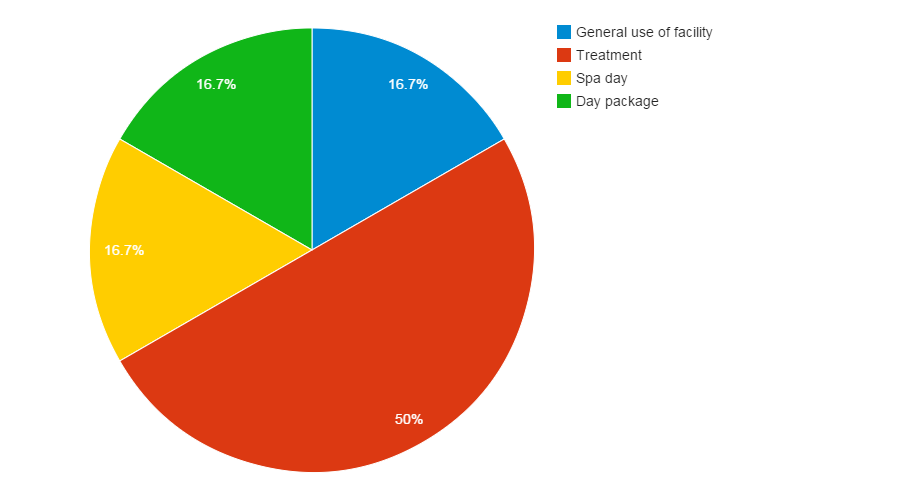 General use of facility
Treatment
Spa day
Day package
16.7%
16.7%
16.7%
50%